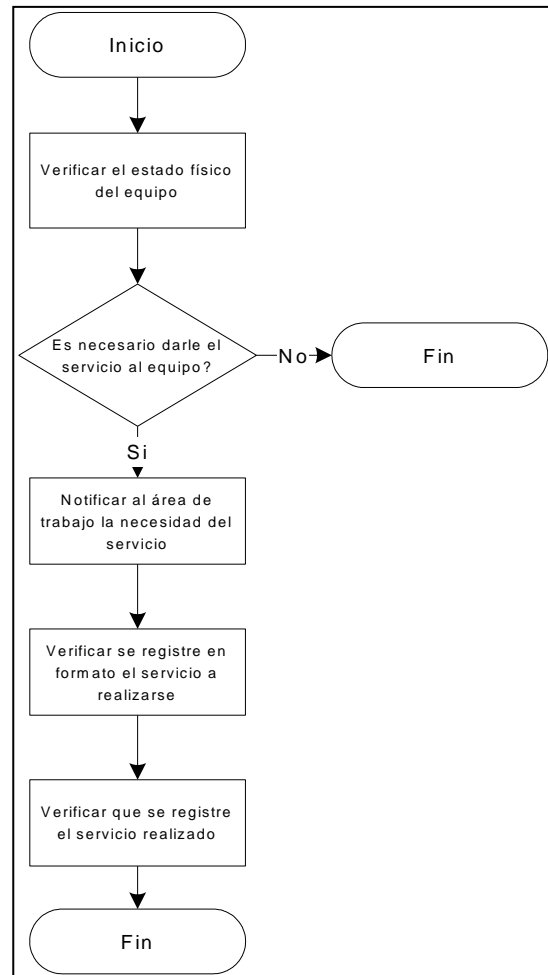 Inicio
Verificar el estado físico
del equipo
Es necesario darle el
servicio al equipo?
No
Fin
Si
Notificar al área de
trabajo la necesidad del
servicio
Verificar se registre en
formato el servicio a
realizarse
Verificar que se registre
el servicio realizado
Fin